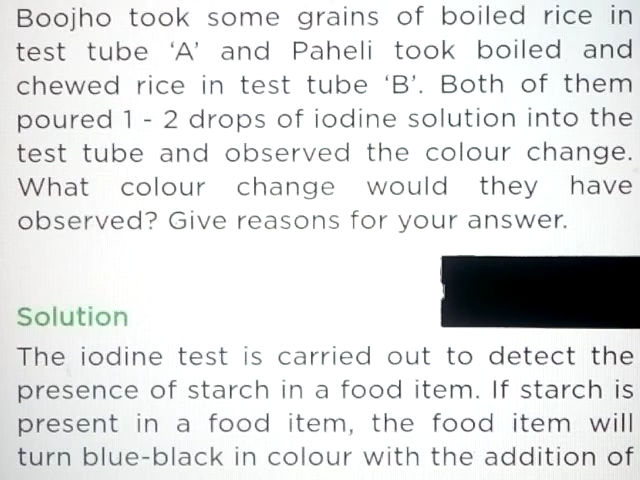 Boojho took some grains of boiled rice in
test tube ‘A’ and Paheli took boiled and
chewed rice in test tube ‘B’. Both of them
poured 1 - 2 drops of iodine solution into the
test tube and observed the colour change.
What colour change would they have
observed? Give reasons for your answer.
Solution
The iodine test is carried out to detect the
presence of starch in a food item. If starch is
present in a food item, the food item will
turn blue-black in colour with the addition of